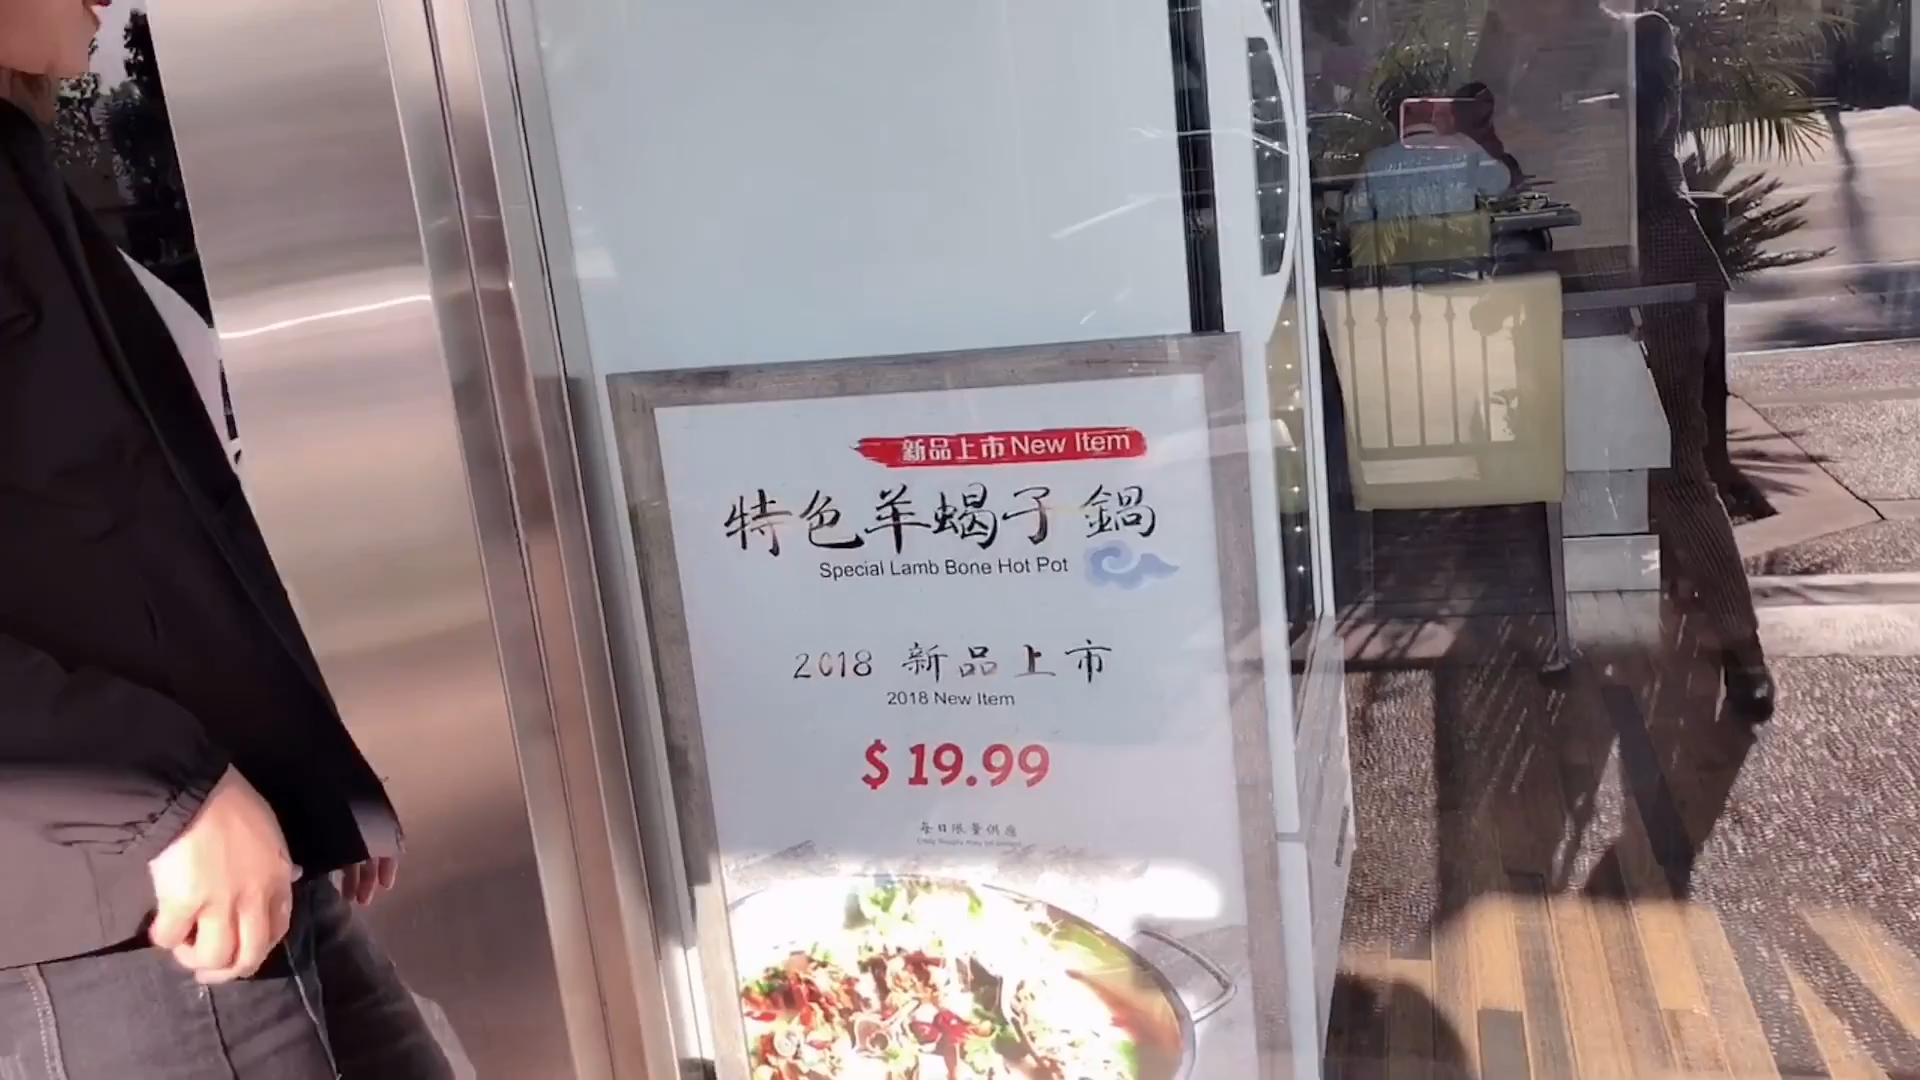 新品上市 New Item
特色羊蝎子鍋
Special Lamb Bone Hot Pot
2018 新品上市
2018 New Item
$ 19.99
每日限量供應